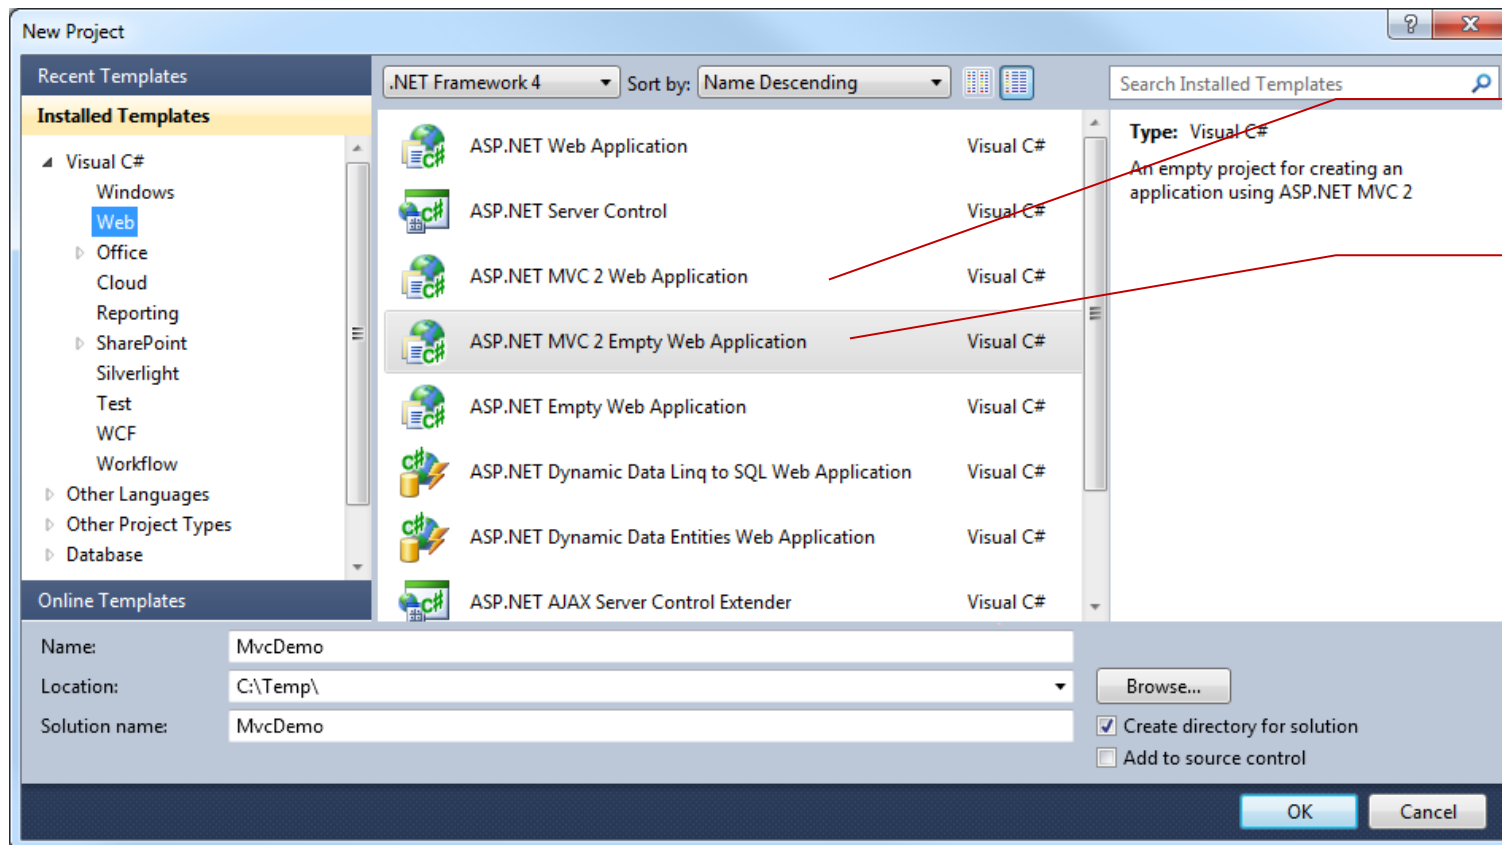 New Project
Recent Templates
Installed Templates
Visual C#
Windows
Web
Office
Cloud
Reporting
SharePoint
Silverlight
Test
WCF
Workflow
Other Languages
Other Project Types
Database
Online Templates
.NET Framework 4
Sort by: Name Descending
ASP.NET Web Application Visual C#
ASP.NET Server Control Visual C#
ASP.NET MVC 2 Web Application Visual C#
ASP.NET MVC 2 Empty Web Application Visual C#
ASP.NET Empty Web Application Visual C#
ASP.NET Dynamic Data Linq to SQL Web Application Visual C#
ASP.NET Dynamic Data Entities Web Application Visual C#
ASP.NET AJAX Server Control Extender Visual C#
Search Installed Templates
Type: Visual C#
An empty project for creating an
application using ASP.NET MVC 2
Name: MvcDemo
Location: C:\Temp\
Solution name: MvcDemo
Browse...
Create directory for solution
Add to source control
OK Cancel